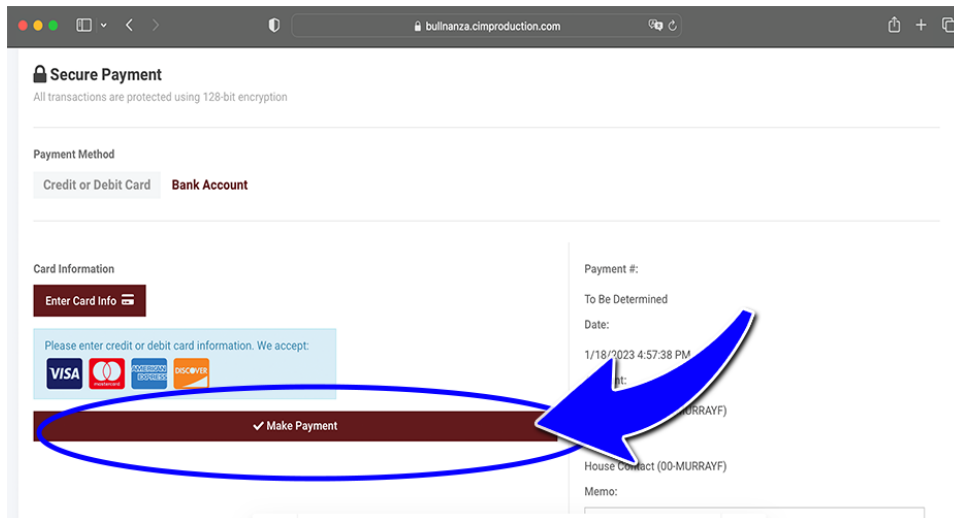 bullnanza.cimproduction.com
Secure Payment
All transactions are protected using 128-bit encryption
Payment Method
Credit or Debit Card Bank Account
Card Information
Enter Card Info
Please enter credit or debit card information. We accept:
VISA mastercard AMERICAN EXPRESS DISCOVER
Make Payment
Payment #:
To Be Determined
Date:
1/18/2023 4:57:38 PM
House Contact (00-MURRAYF)
Memo: